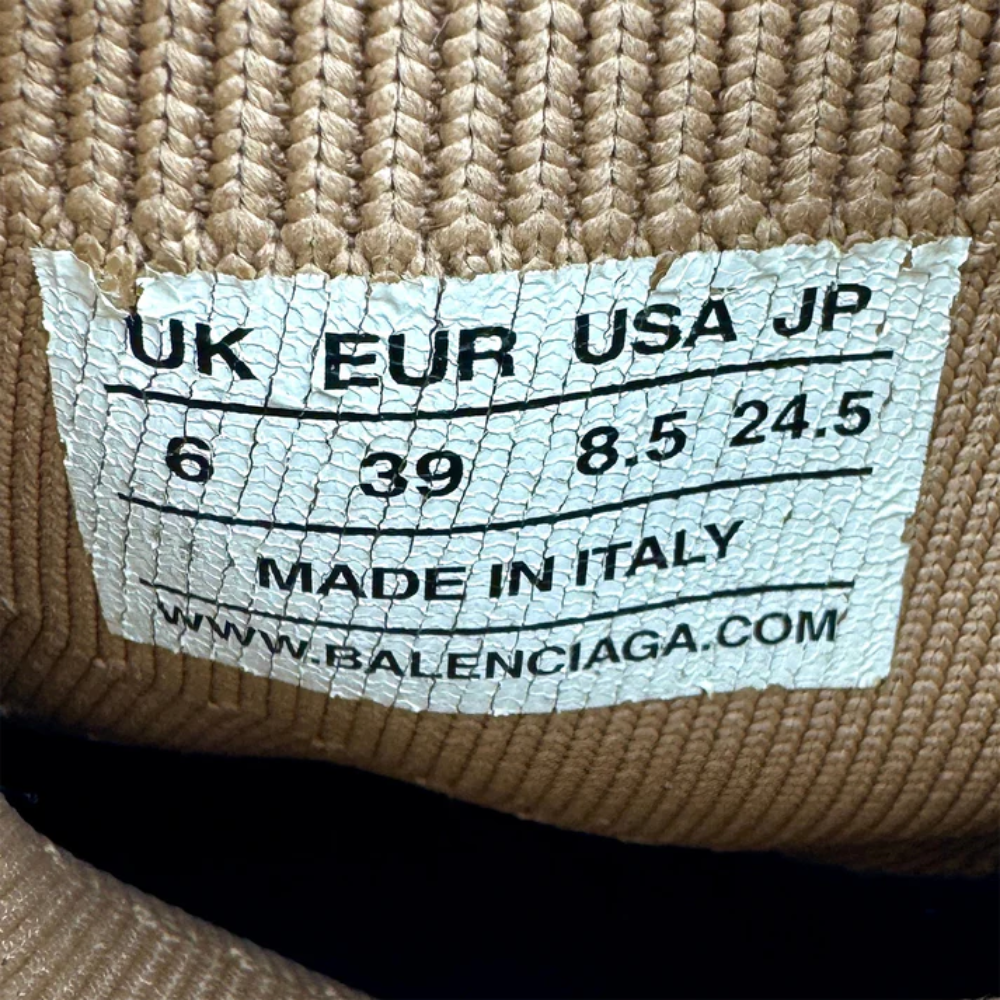 UK EUR USA JP
6 39 8.5 24.5
MADE IN ITALY
WWW.BALENCIAGA.COM